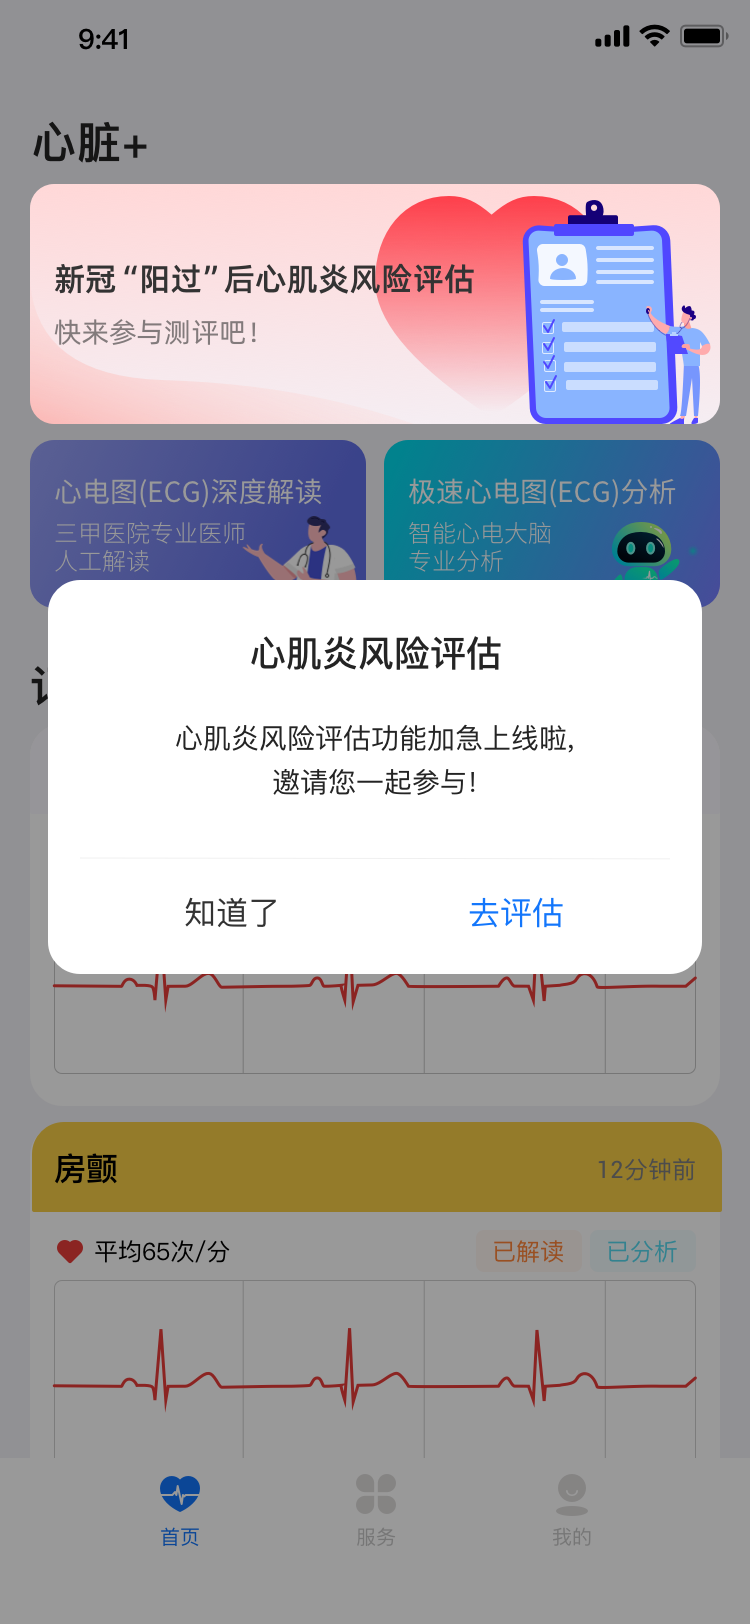 9:41
心脏+
新冠“阳过”后心肌炎风险评估
快来参与测评吧!
心电图(ECG)深度解读
三甲医院专业医师
人工解读
极速心电图(ECG)分析
智能心电大脑
专业分析
心肌炎风险评估
心肌炎风险评估功能加急上线啦,
邀请您一起参与!
知道了
去评估
房颤
12分钟前
平均65次/分
已解读
已分析
首页
服务
我的